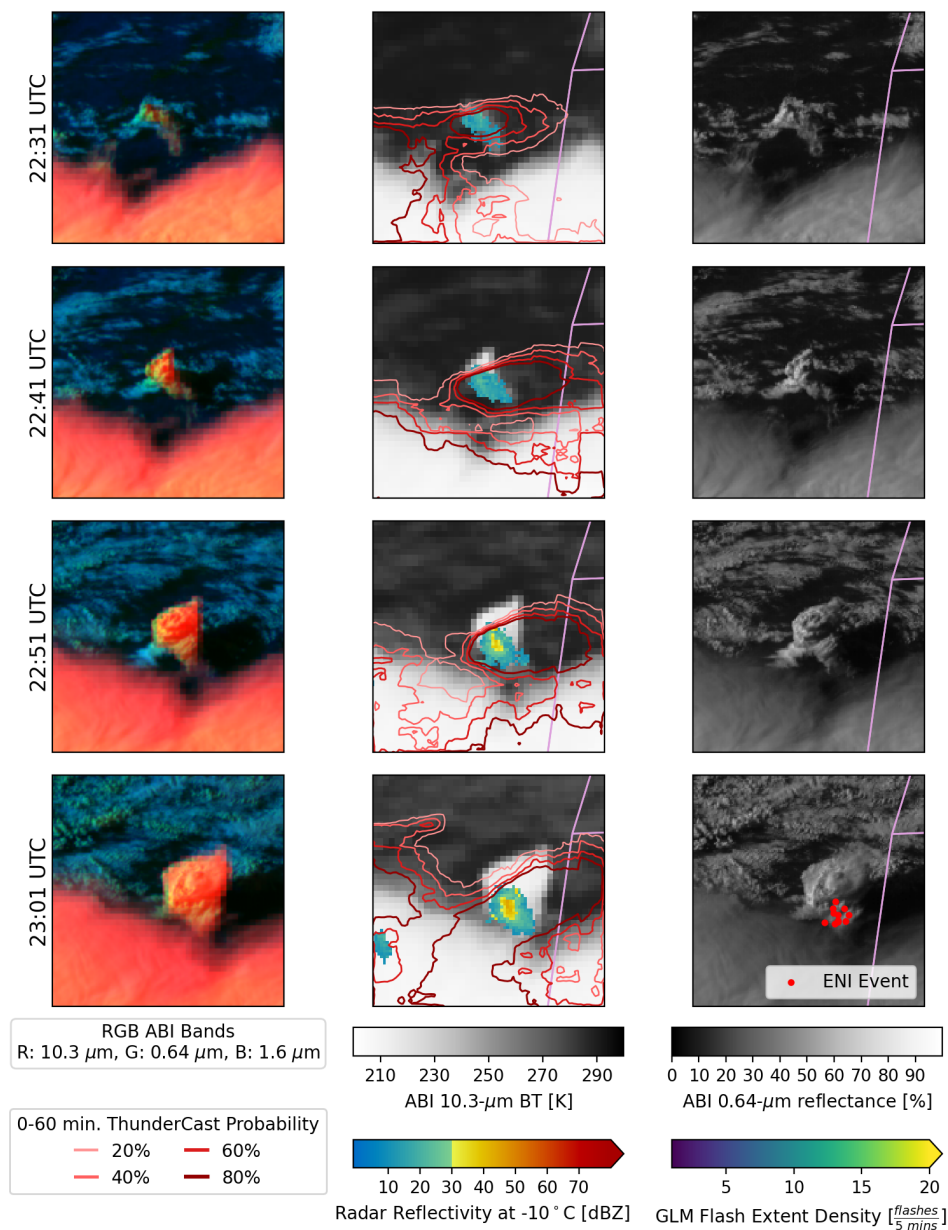 22:31 UTC
22:41 UTC
22:51 UTC
23:01 UTC
ENI Event
RGB ABI Bands
R: 10.3 μm, G: 0.64 μm, B: 1.6 μm
210 230 250 270 290
ABI 10.3-μm BT [K]
0 10 20 30 40 50 60 70 80 90
ABI 0.64-μm reflectance [%]
0-60 min. ThunderCast Probability
20% 60%
40% 80%
10 20 30 40 50 60 70
Radar Reflectivity at -10°C [dBZ]
5 10 15 20
GLM Flash Extent Density [flashes/5 mins]